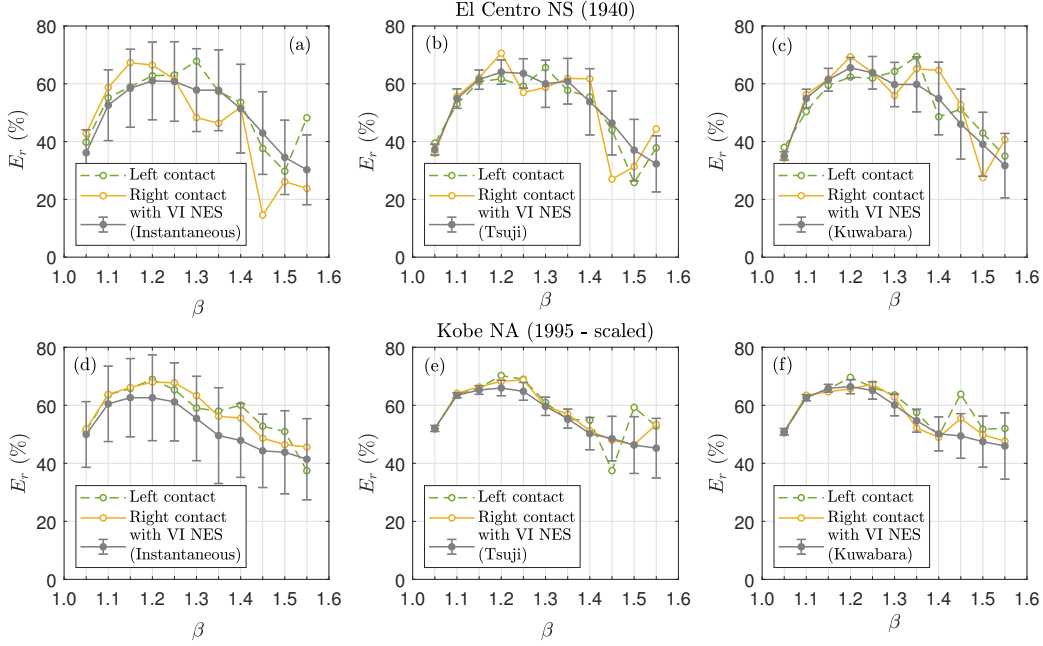 El Centro NS (1940)
80
60
40
20
0
E_r (%)
(a)
Left contact
Right contact
with VI NES
(Instantaneous)
1.0 1.1 1.2 1.3 1.4 1.5 1.6
β
80
60
40
20
0
E_r (%)
(b)
Left contact
Right contact
with VI NES
(Tsuji)
1.0 1.1 1.2 1.3 1.4 1.5 1.6
β
80
60
40
20
0
E_r (%)
(c)
Left contact
Right contact
with VI NES
(Kuwabara)
1.0 1.1 1.2 1.3 1.4 1.5 1.6
β
Kobe NA (1995 - scaled)
80
60
40
20
0
E_r (%)
(d)
Left contact
Right contact
with VI NES
(Instantaneous)
1.0 1.1 1.2 1.3 1.4 1.5 1.6
β
80
60
40
20
0
E_r (%)
(e)
Left contact
Right contact
with VI NES
(Tsuji)
1.0 1.1 1.2 1.3 1.4 1.5 1.6
β
80
60
40
20
0
E_r (%)
(f)
Left contact
Right contact
with VI NES
(Kuwabara)
1.0 1.1 1.2 1.3 1.4 1.5 1.6
β